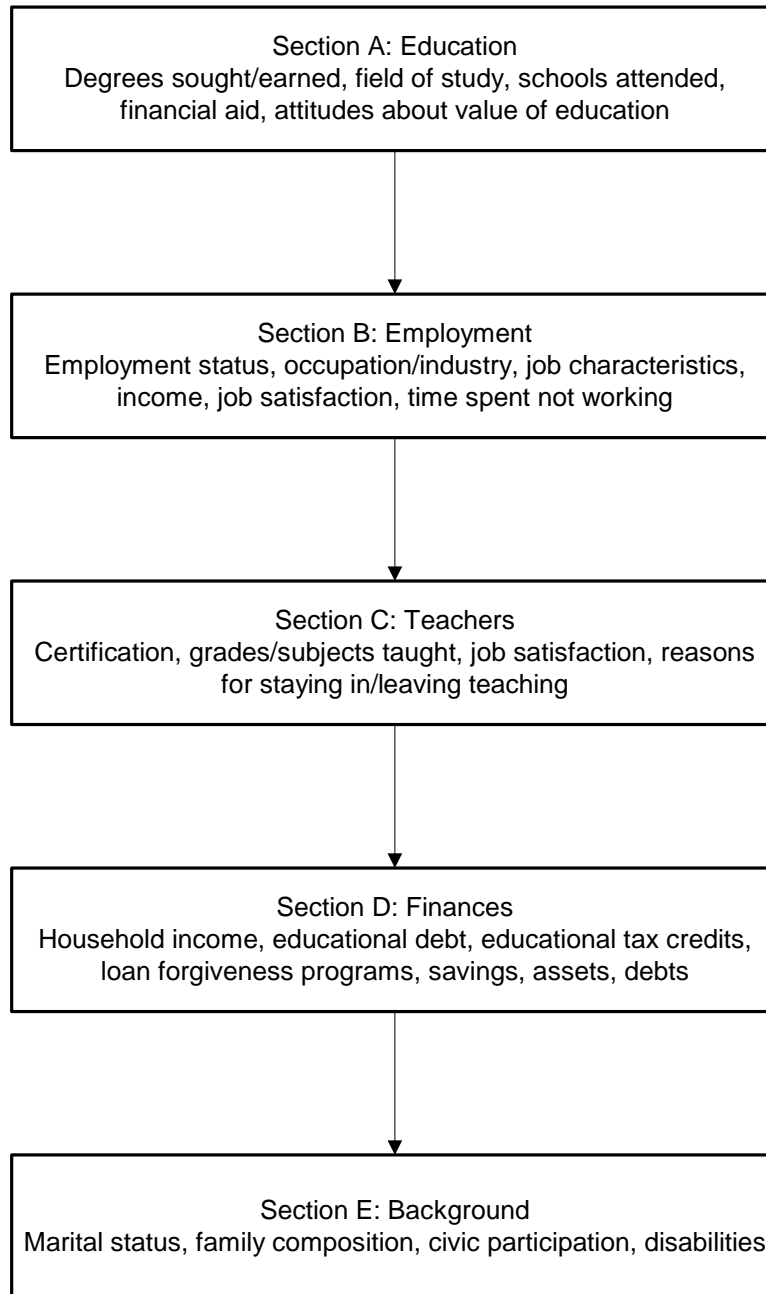 Section A: Education
Degrees sought/earned, field of study, schools attended,
financial aid, attitudes about value of education
Section B: Employment
Employment status, occupation/industry, job characteristics,
income, job satisfaction, time spent not working
Section C: Teachers
Certification, grades/subjects taught, job satisfaction, reasons
for staying in/leaving teaching
Section D: Finances
Household income, educational debt, educational tax credits,
loan forgiveness programs, savings, assets, debts
Section E: Background
Marital status, family composition, civic participation, disabilities